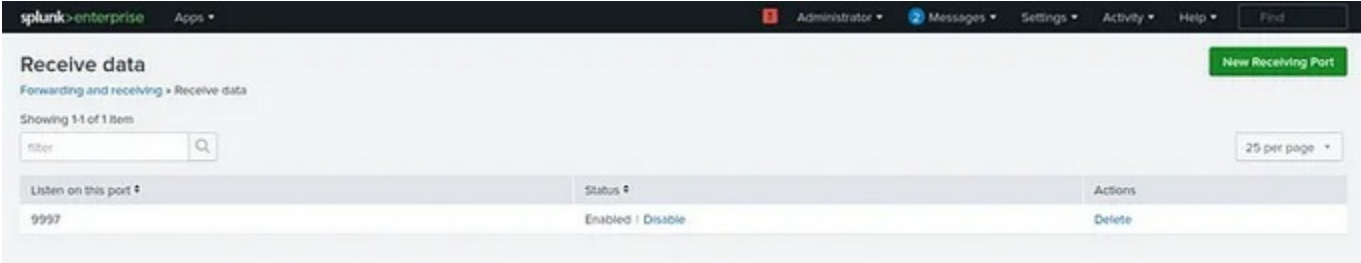 splunk>enterprise Apps Administrator 2 Messages Settings Activity Help Find
Receive data New Receiving Port
Forwarding and receiving > Receive data
Showing 1-1 of 1 item
filter 25 per page
Listen on this port Status Actions
9997 Enabled | Disable Delete